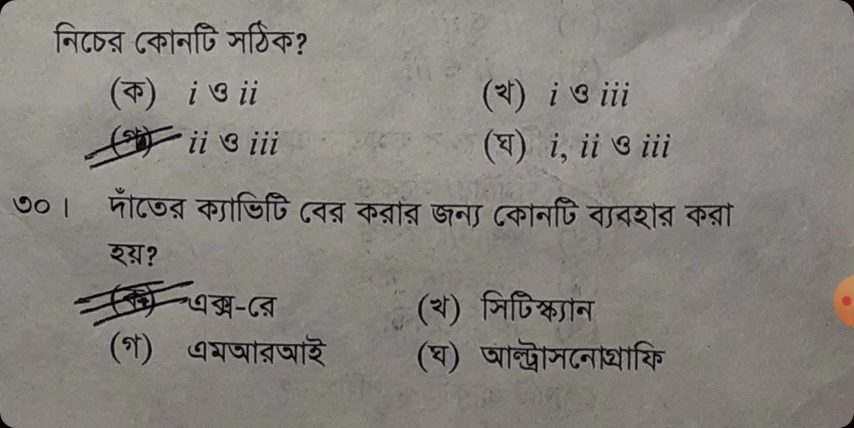 নিচের কোনটি সঠিক?
(ক) i ও ii (খ) i ও iii
(গ) ii ও iii (ঘ) i, ii ও iii
৩০। দাঁতের ক্যাভিটি বের করার জন্য কোনটি ব্যবহার করা
হয়?
(ক) এক্স-রে (খ) সিটিস্ক্যান
(গ) এমআরআই (ঘ) আল্ট্রাসনোগ্রাফি